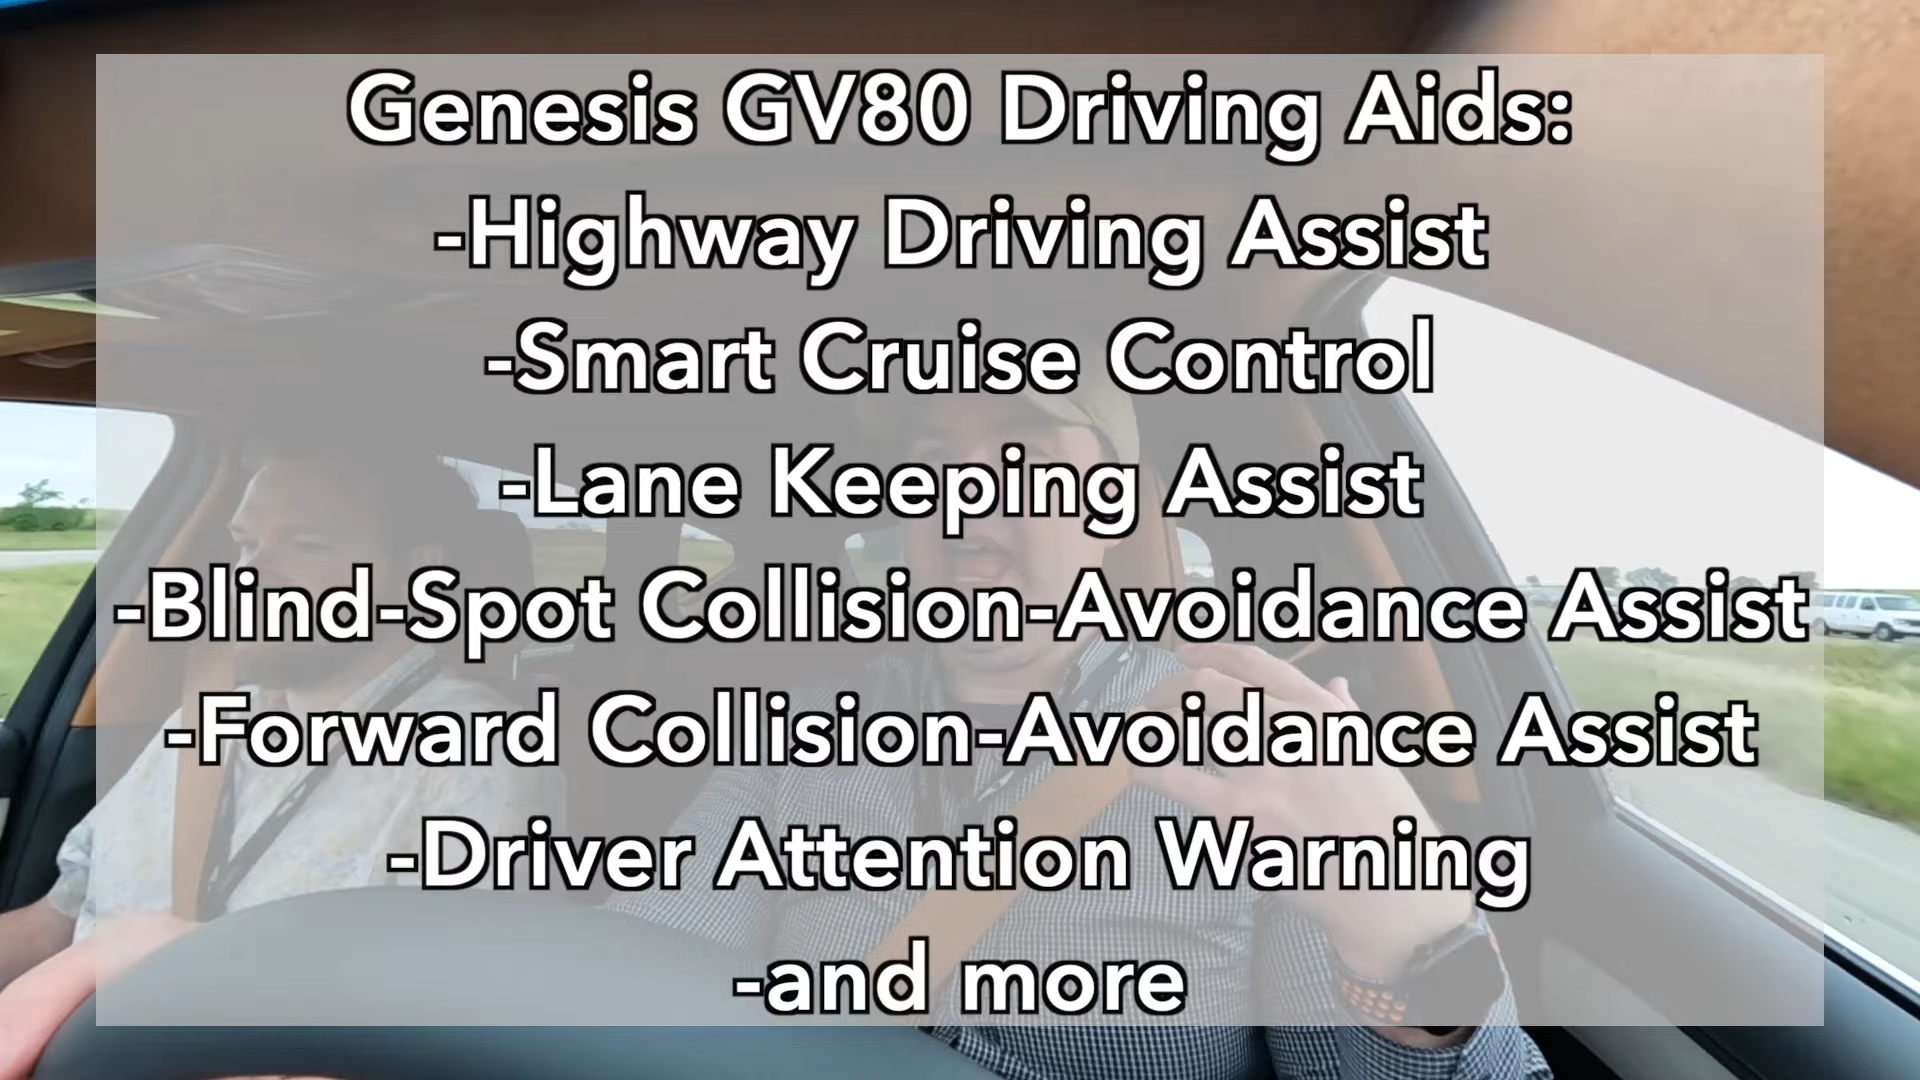 Genesis GV80 Driving Aids:
-Highway Driving Assist
-Smart Cruise Control
-Lane Keeping Assist
-Blind-Spot Collision-Avoidance Assist
-Forward Collision-Avoidance Assist
-Driver Attention Warning
-and more